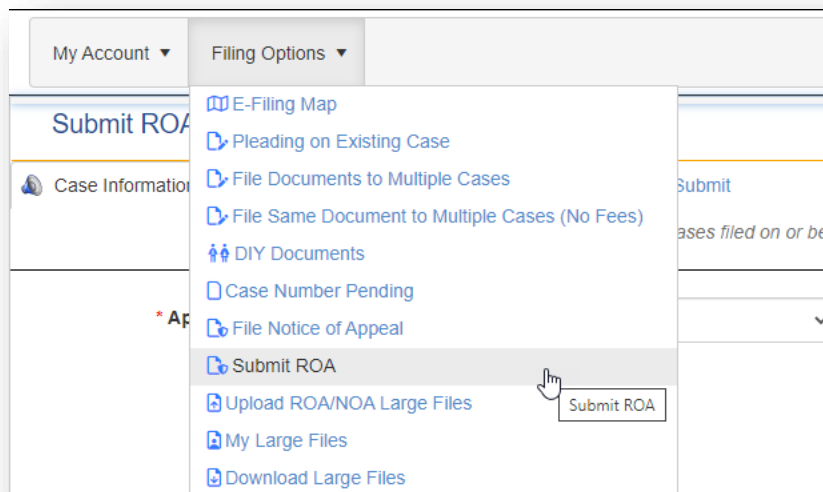 My Account ▼ Filing Options ▼
E-Filing Map
Submit ROA
Pleading on Existing Case
Case Information
File Documents to Multiple Cases
Submit
File Same Document to Multiple Cases (No Fees)
ases filed on or be
DIY Documents
Case Number Pending
* Ap
File Notice of Appeal
Submit ROA
Submit ROA
Upload ROA/NOA Large Files
My Large Files
Download Large Files